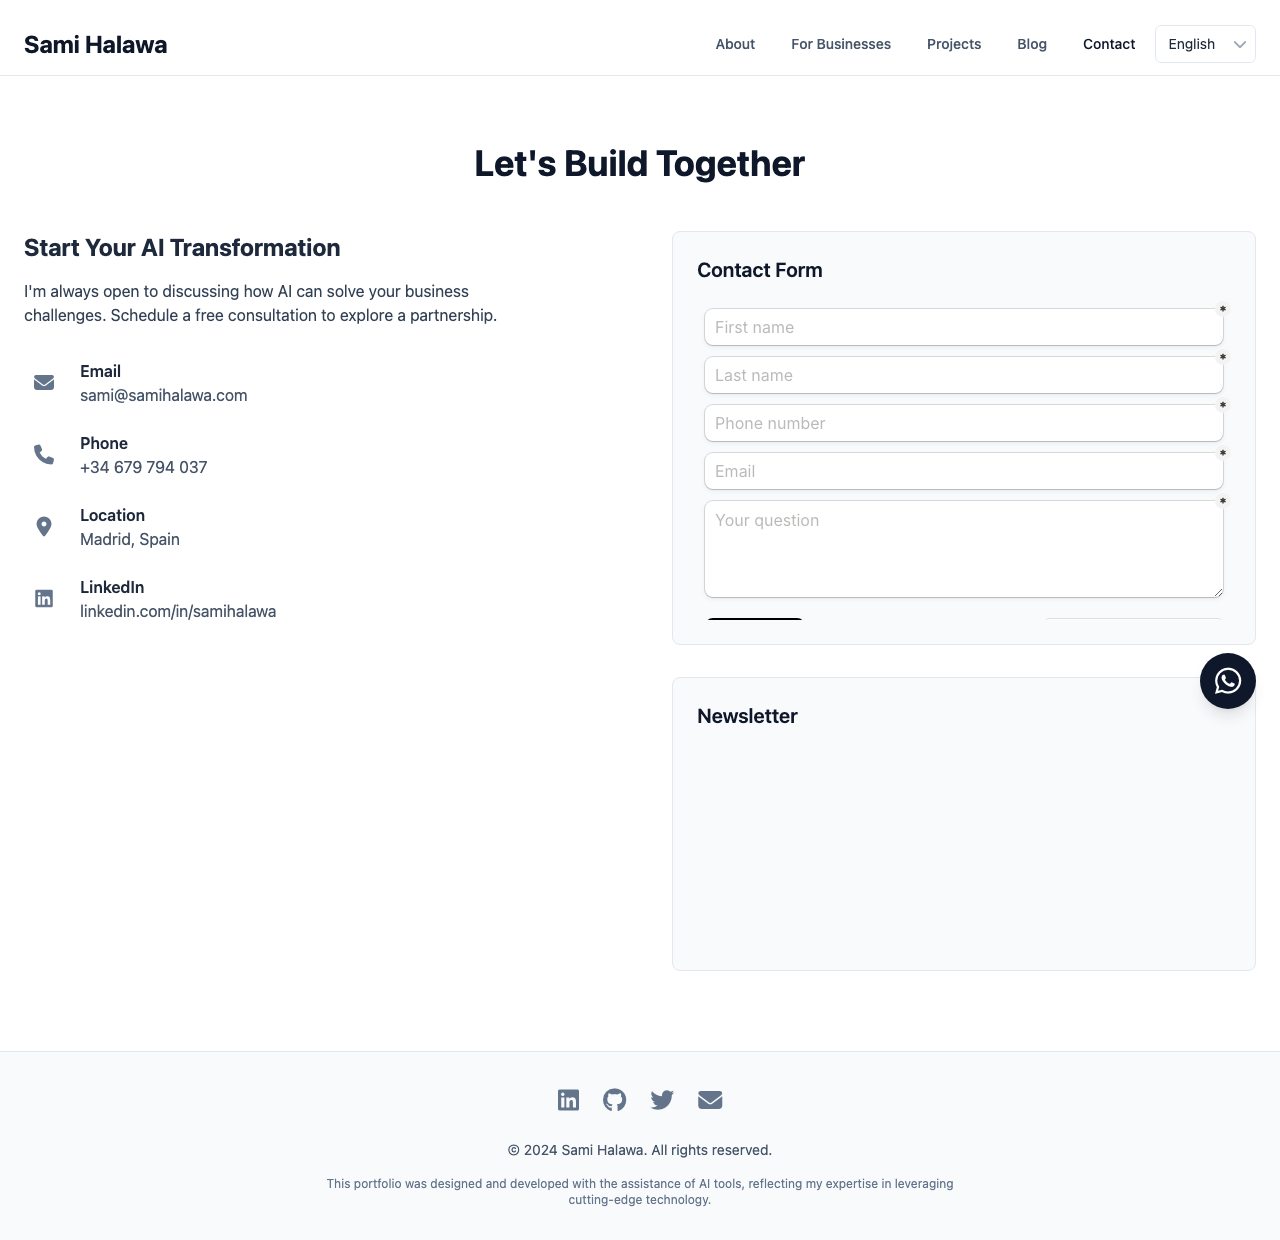 Sami Halawa
About
For Businesses
Projects
Blog
Contact
English
Let's Build Together
Start Your AI Transformation
I'm always open to discussing how AI can solve your business
challenges. Schedule a free consultation to explore a partnership.
Email
sami@samihalawa.com
Phone
+34 679 794 037
Location
Madrid, Spain
LinkedIn
linkedin.com/in/samihalawa
Contact Form
First name *
Last name *
Phone number *
Email *
Your question *
Newsletter
© 2024 Sami Halawa. All rights reserved.
This portfolio was designed and developed with the assistance of AI tools, reflecting my expertise in leveraging
cutting-edge technology.